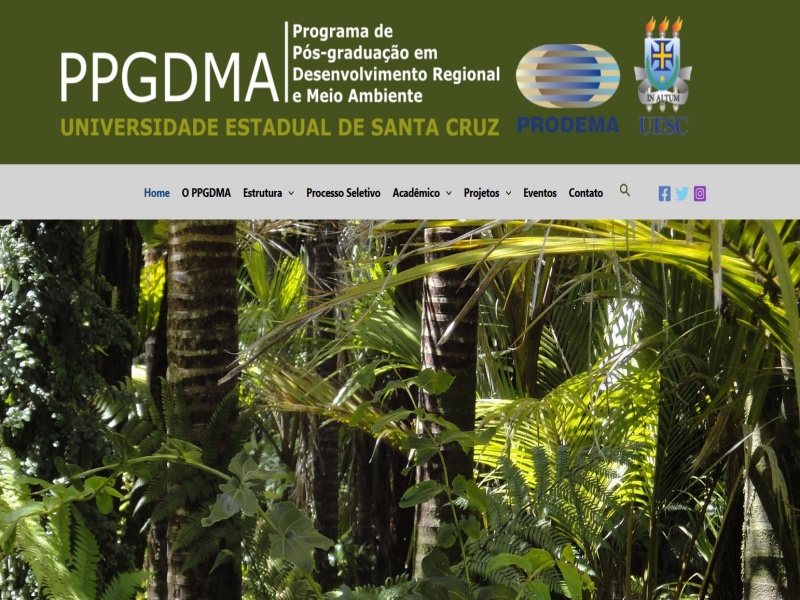 PPGDMA
Programa de
Pós-graduação em
Desenvolvimento Regional
e Meio Ambiente
UNIVERSIDADE ESTADUAL DE SANTA CRUZ
PRODEMA
IN ALTUM
UESC
Home O PPGDMA Estrutura Processo Seletivo Acadêmico Projetos Eventos Contato